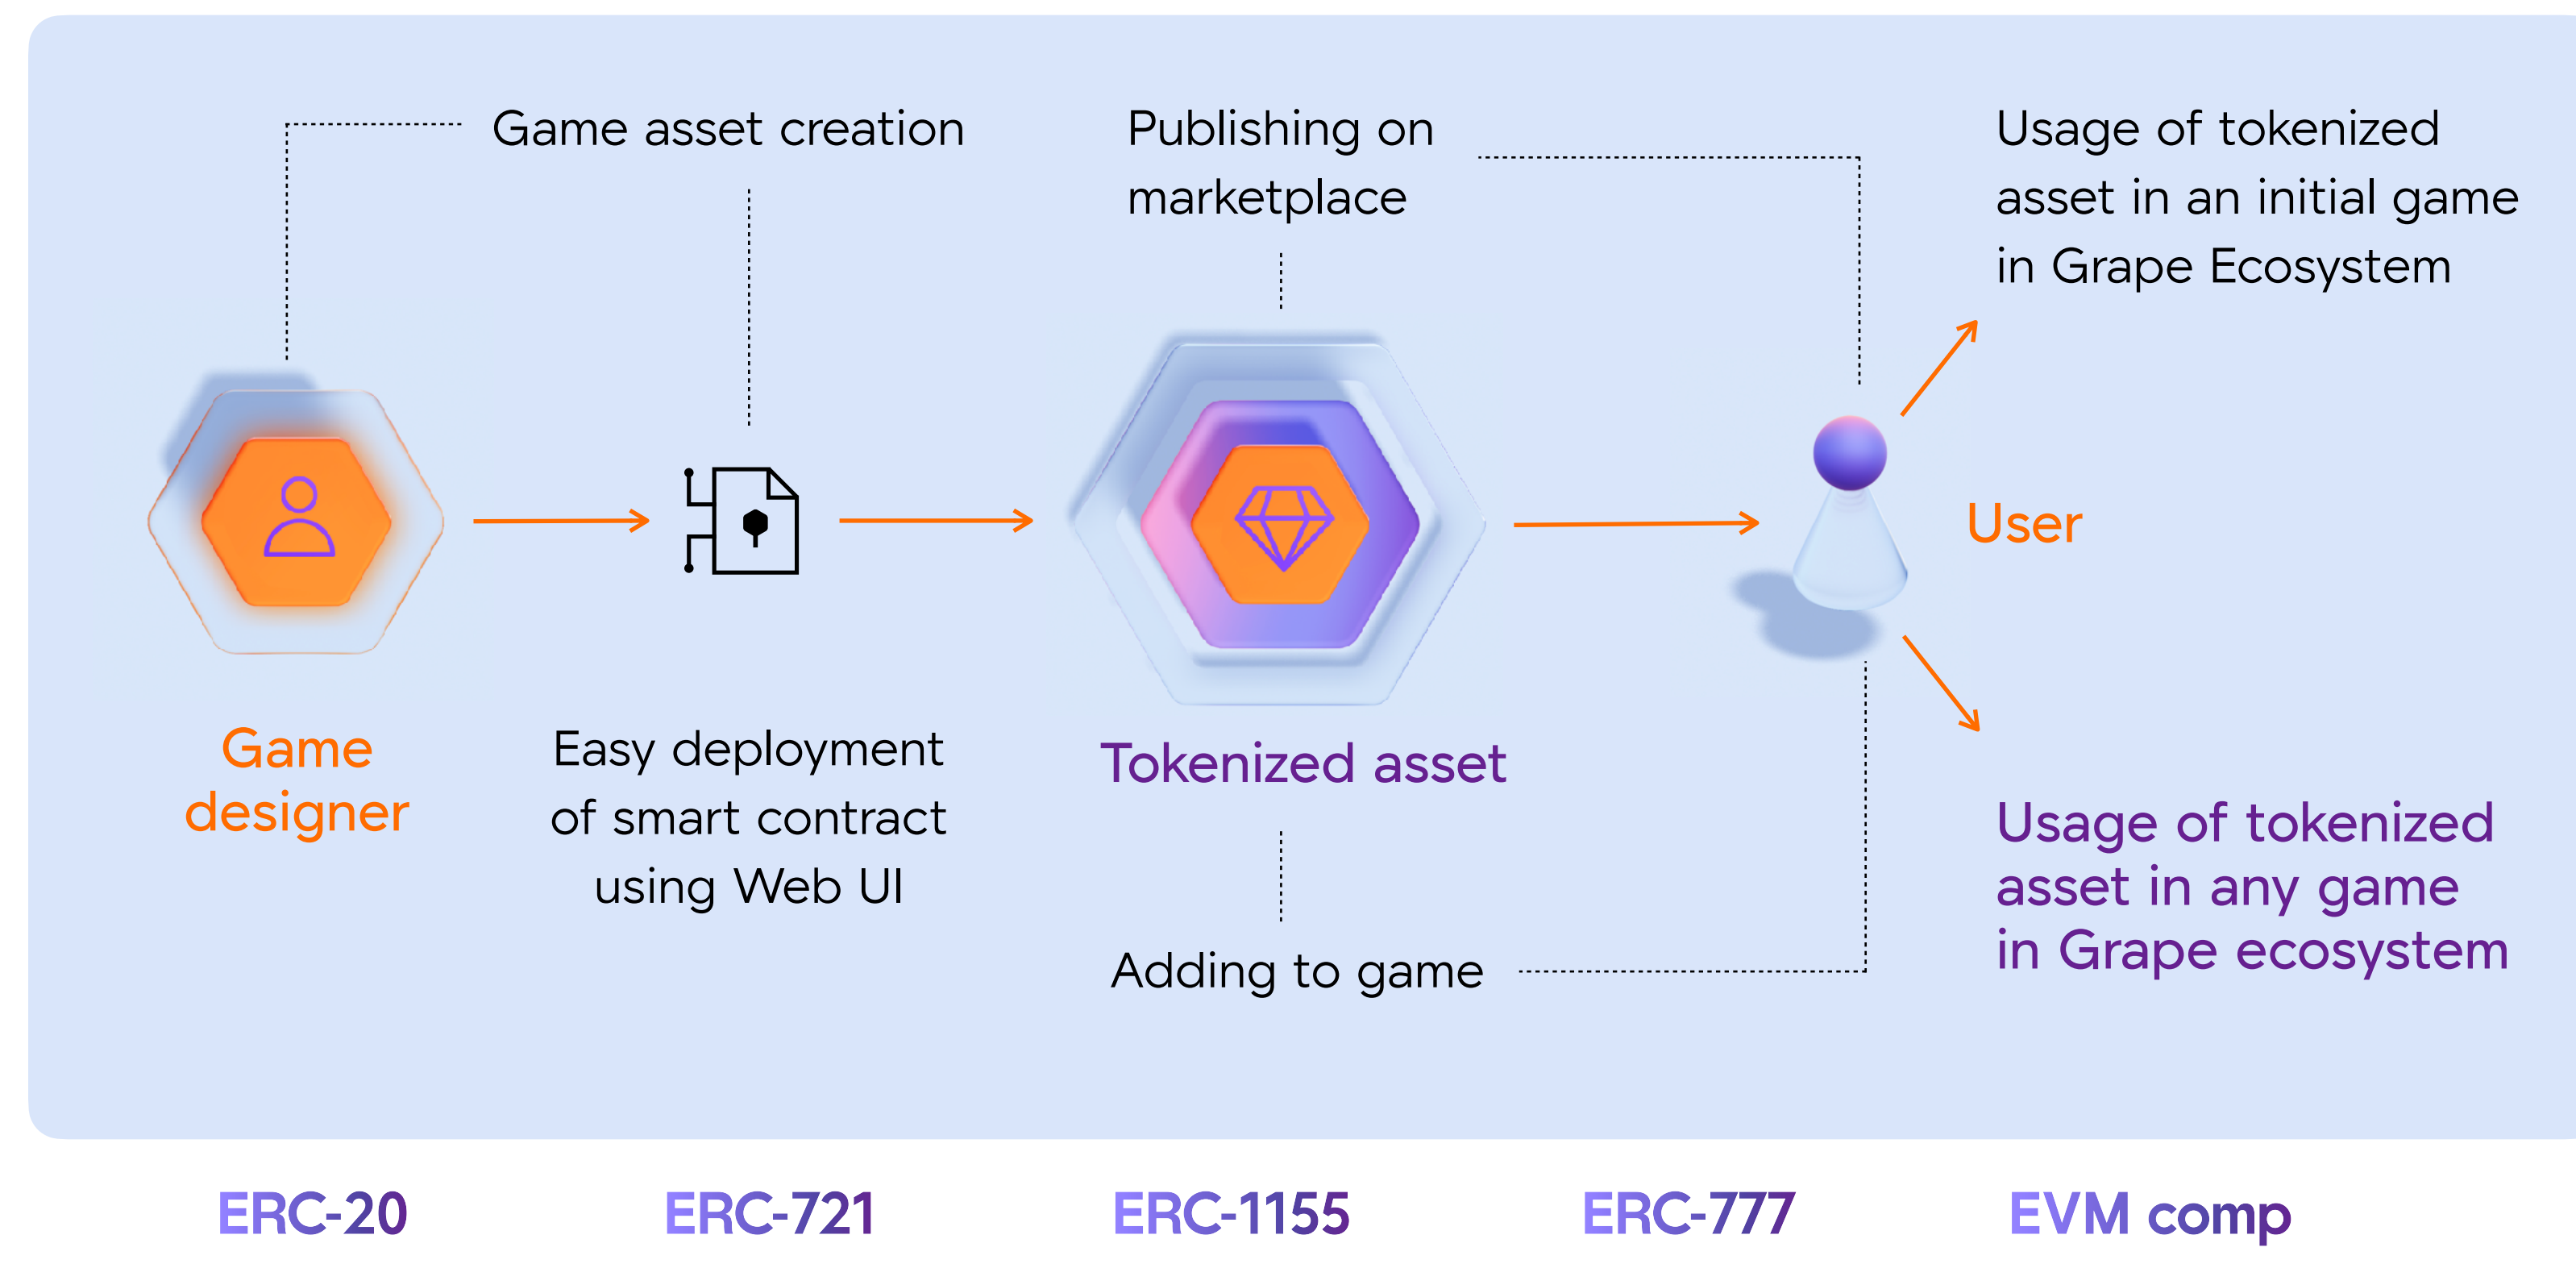 Game asset creation
Publishing on
marketplace
Usage of tokenized
asset in an initial game
in Grape Ecosystem
User
Game
designer
Easy deployment
of smart contract
using Web UI
Tokenized asset
Adding to game
Usage of tokenized
asset in any game
in Grape ecosystem
ERC-20
ERC-721
ERC-1155
ERC-777
EVM comp